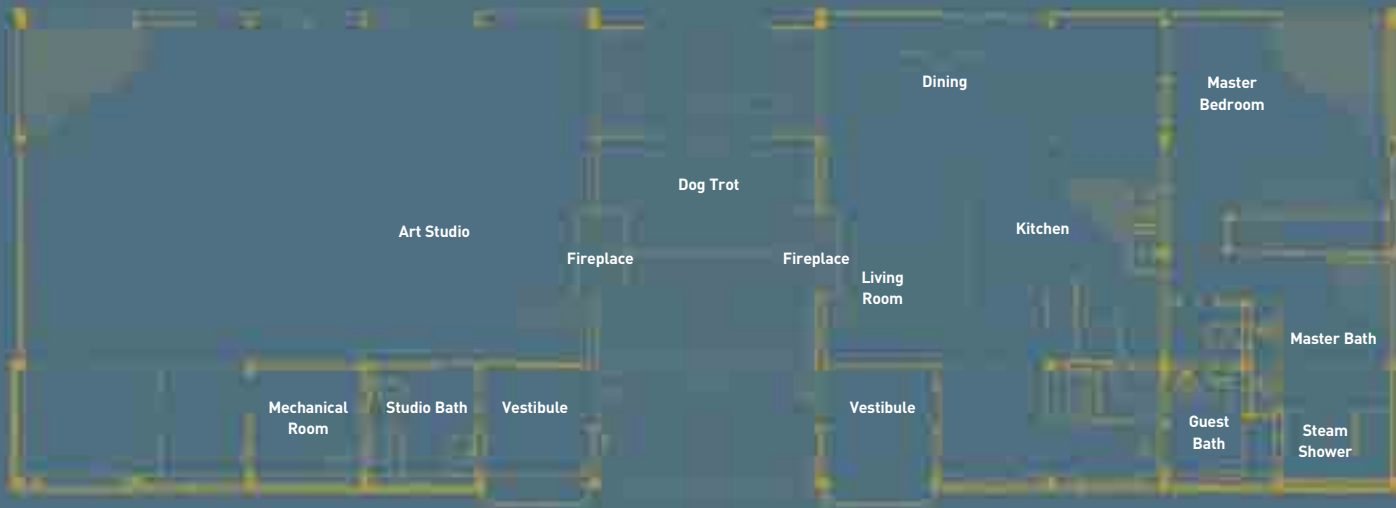 Dining
Master
Bedroom
Dog Trot
Art Studio
Kitchen
Fireplace
Fireplace
Living
Room
Master Bath
Mechanical
Room
Studio Bath
Vestibule
Vestibule
Guest
Bath
Steam
Shower